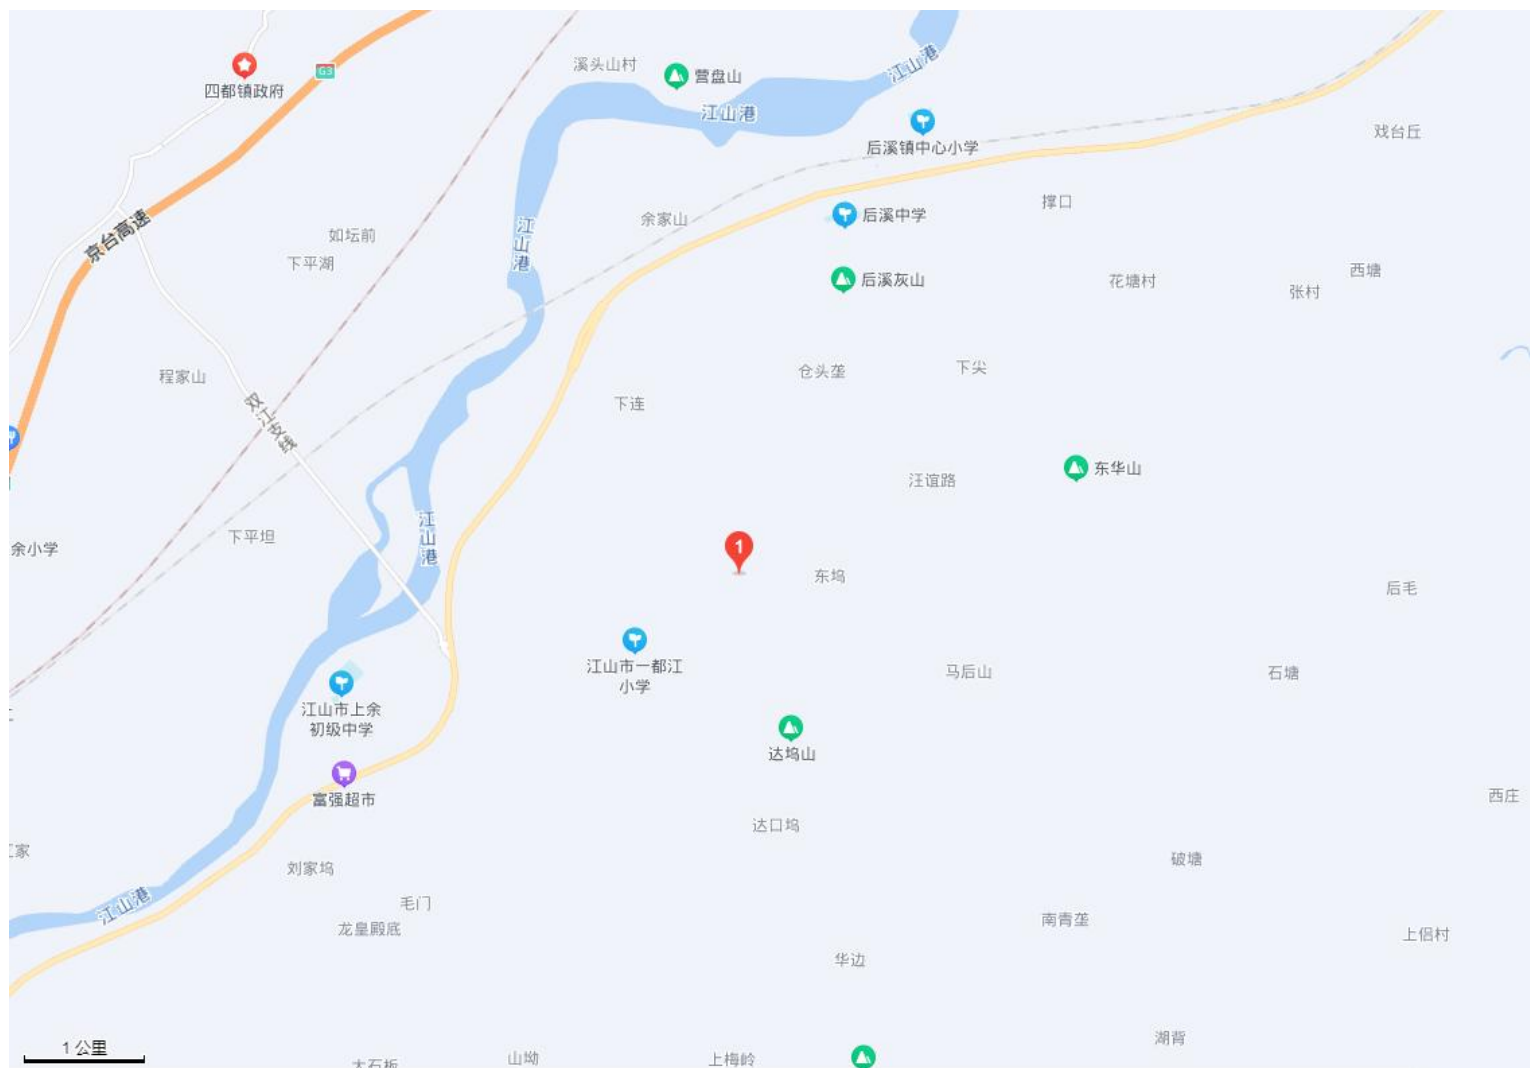 溪头山村
营盘山
江山港
G3
四都镇政府
江山港
后溪镇中心小学
戏台丘
撑口
后溪中学
余家山
京台高速
如坛前
江山港
下平湖
后溪灰山
花塘村
西塘
张村
程家山
仓头垄
下尖
双江支线
下连
东华山
汪谊路
江山港
下平坦
余小学
1
东坞
后毛
江山市一都江
小学
马后山
石塘
江山市上余
初级中学
达坞山
富强超市
西庄
达口坞
家
破塘
刘家坞
毛门
江山港
龙皇殿底
南青垄
上侣村
华边
1 公里
湖背
山坳
上梅岭
大石板